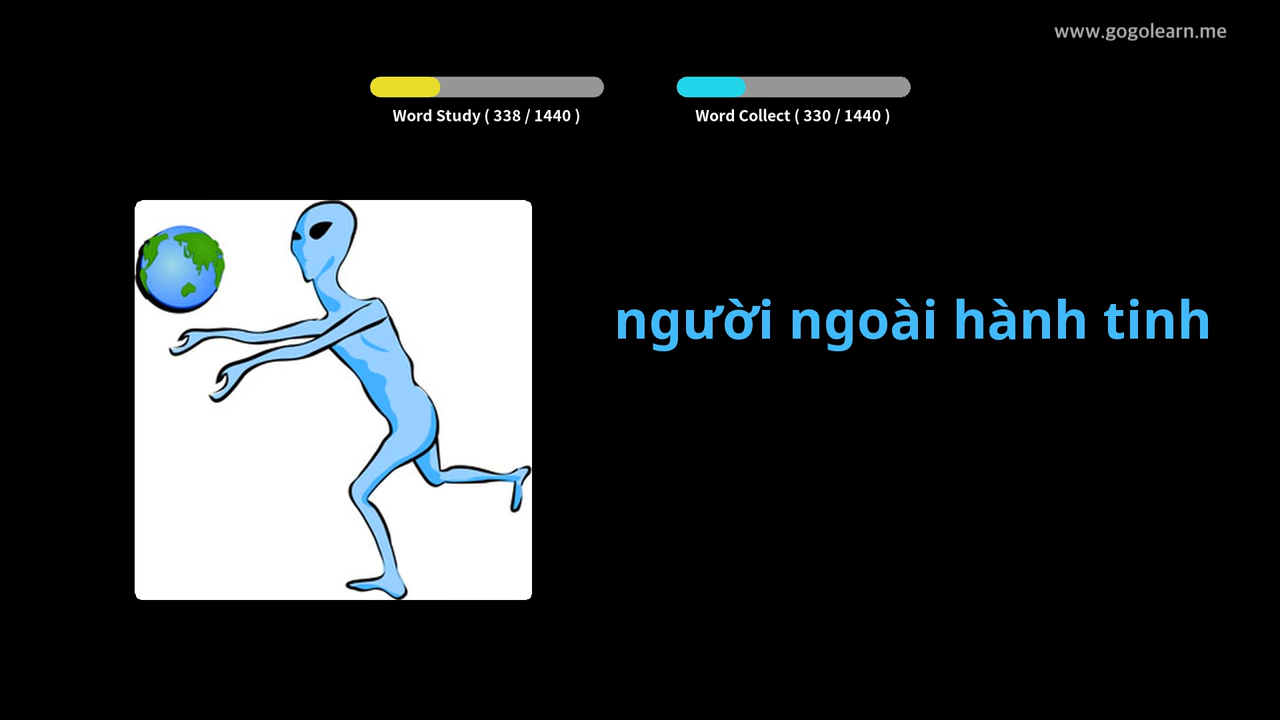 www.gogolearn.me
Word Study ( 338 / 1440 )
Word Collect ( 330 / 1440 )
người ngoài hành tinh